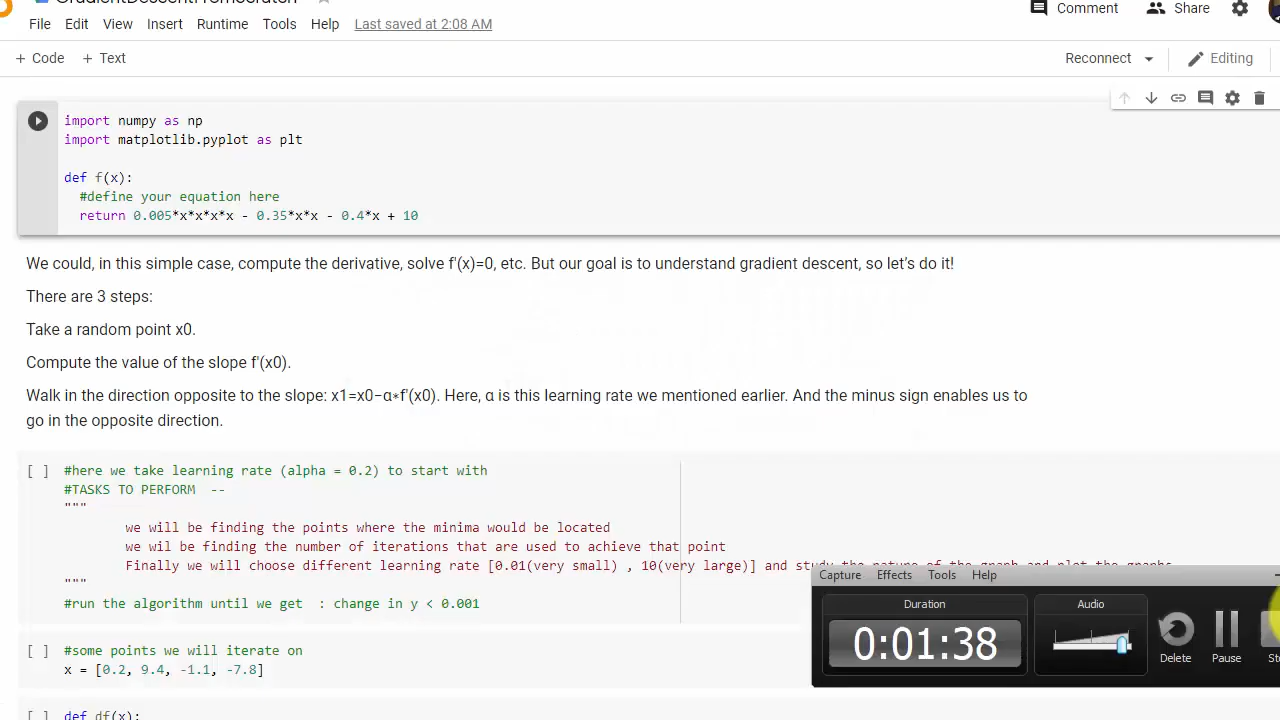 File Edit View Insert Runtime Tools Help Last saved at 2:08 AM
Comment Share
+ Code + Text
Reconnect Editing
import numpy as np
import matplotlib.pyplot as plt
def f(x):
#define your equation here
return 0.005*x*x*x*x - 0.35*x*x - 0.4*x + 10
We could, in this simple case, compute the derivative, solve f'(x)=0, etc. But our goal is to understand gradient descent, so let's do it!
There are 3 steps:
Take a random point x0.
Compute the value of the slope f'(x0).
Walk in the direction opposite to the slope: x1=x0−α∗f'(x0). Here, α is this learning rate we mentioned earlier. And the minus sign enables us to
go in the opposite direction.
[ ] #here we take learning rate (alpha = 0.2) to start with
#TASKS TO PERFORM --
"""
we will be finding the points where the minima would be located
we wil be finding the number of iterations that are used to achieve that point
Finally we will choose different learning rate [0.01(very small) , 10(very large)] and study the nature of the graph and plot the graphs
"""
#run the algorithm until we get : change in y < 0.001
[ ] #some points we will iterate on
x = [0.2, 9.4, -1.1, -7.8]
[ ] def df(x):
Capture Effects Tools Help
Duration
0:01:38
Audio
Delete Pause